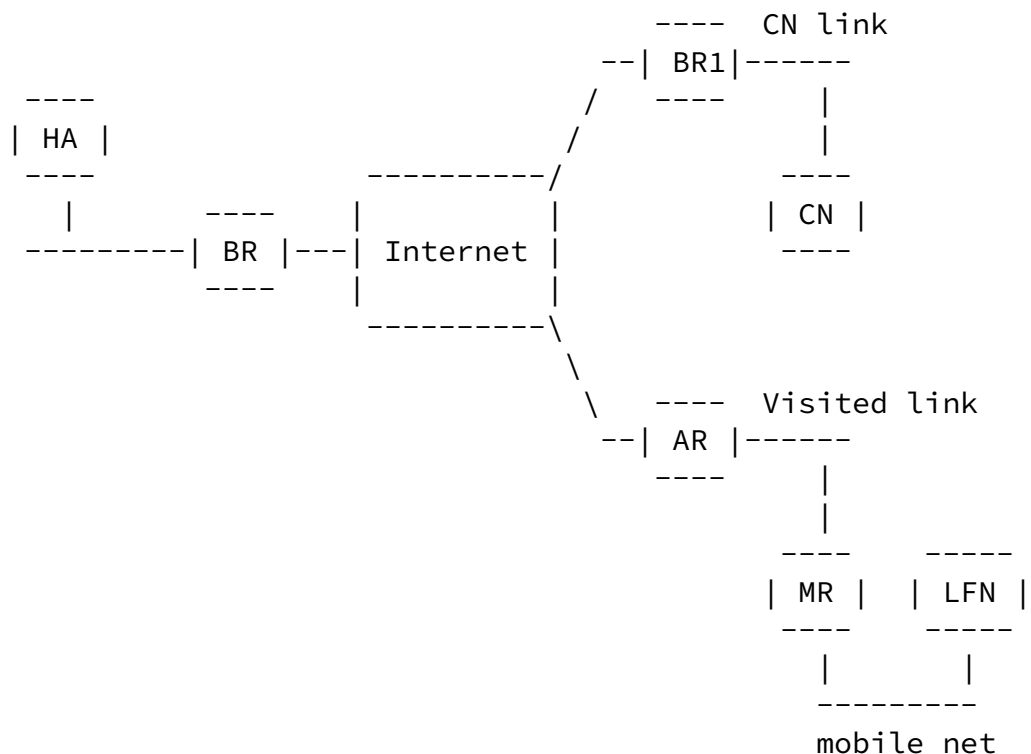 CN link
BR1
HA
CN
BR
Internet
Visited link
AR
MR
LFN
mobile net